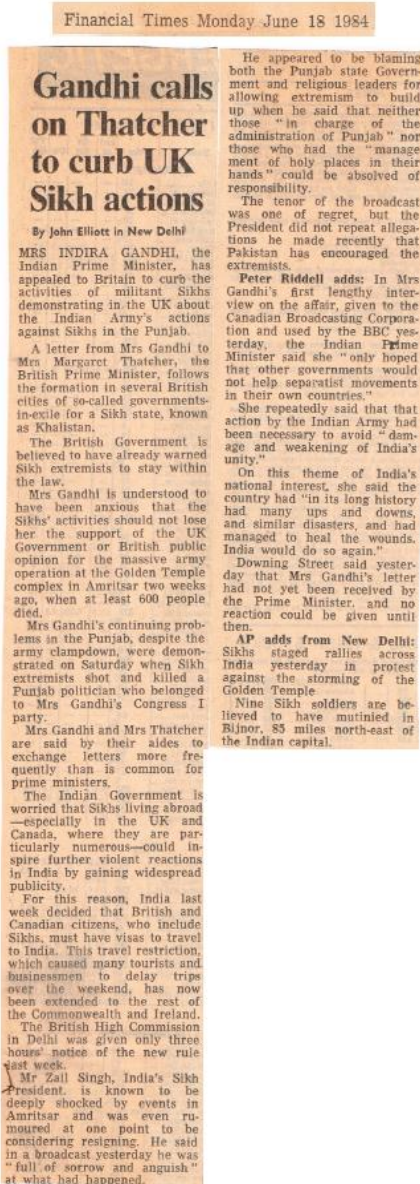 Financial Times Monday June 18 1984
Gandhi calls
on Thatcher
to curb UK
Sikh actions
By John Elliott in New Delhi
MRS INDIRA GANDHI, the
Indian Prime Minister, has
appealed to Britain to curb the
activities of militant Sikhs
demonstrating in the UK about
the Indian Army's actions
against Sikhs in the Punjab.
A letter from Mrs Gandhi to
Mrs Margaret Thatcher, the
British Prime Minister, follows
the formation in several British
cities of so-called governments-
in-exile for a Sikh state, known
as Khalistan.
The British Government is
believed to have already warned
Sikh extremists to stay within
the law.
Mrs Gandhi is understood to
have been anxious that the
Sikhs' activities should not lose
her the support of the UK
Government or British public
opinion for the massive army
operation at the Golden Temple
complex in Amritsar two weeks
ago, when at least 600 people
died.
Mrs Gandhi's continuing prob-
lems in the Punjab, despite the
army clampdown, were demon-
strated on Saturday when Sikh
extremists shot and killed a
Punjab politician who belonged
to Mrs Gandhi's Congress I
party.
Mrs Gandhi and Mrs Thatcher
are said by their aides to
exchange letters more fre-
quently than is common for
prime ministers.
The Indian Government is
worried that Sikhs living abroad
—especially in the UK and
Canada, where they are par-
ticularly numerous—could in-
spire further violent reactions
in India by gaining widespread
publicity.
For this reason, India last
week decided that British and
Canadian citizens, who include
Sikhs, must have visas to travel
to India. This travel restriction,
which caused many tourists and
businessmen to delay trips
over the weekend, has now
been extended to the rest of
the Commonwealth and Ireland.
The British High Commission
in Delhi was given only three
hours' notice of the new rule
last week.
Mr Zail Singh, India's Sikh
President, is known to be
deeply shocked by events in
Amritsar and was even ru-
moured at one point to be
considering resigning. He said
in a broadcast yesterday he was
"full of sorrow and anguish"
at what had happened.
He appeared to be blaming
both the Punjab state Govern-
ment and religious leaders for
allowing extremism to build
up when he said that neither
those "in charge of the
administration of Punjab" nor
those who had the "manage-
ment of holy places in their
hands" could be absolved of
responsibility.
The tenor of the broadcast
was one of regret, but the
President did not repeat allega-
tions he made recently that
Pakistan has encouraged the
extremists.
Peter Riddell adds: In Mrs
Gandhi's first lengthy inter-
view on the affair, given to the
Canadian Broadcasting Corpora-
tion and used by the BBC yes-
terday, the Indian Prime
Minister said she "only hoped
that other governments would
not help separatist movements
in their own countries."
She repeatedly said that that
action by the Indian Army had
been necessary to avoid "dam-
age and weakening of India's
unity."
On this theme of India's
national interest, she said the
country had "in its long history
had many ups and downs,
and similar disasters, and had
managed to heal the wounds.
India would do so again."
Downing Street said yester-
day that Mrs Gandhi's letter
had not yet been received by
the Prime Minister, and no
reaction could be given until
then.
AP adds from New Delhi:
Sikhs staged rallies across
India yesterday in protest
against the storming of the
Golden Temple
Nine Sikh soldiers are be-
lieved to have mutinied in
Bijnor, 85 miles north-east of
the Indian capital.